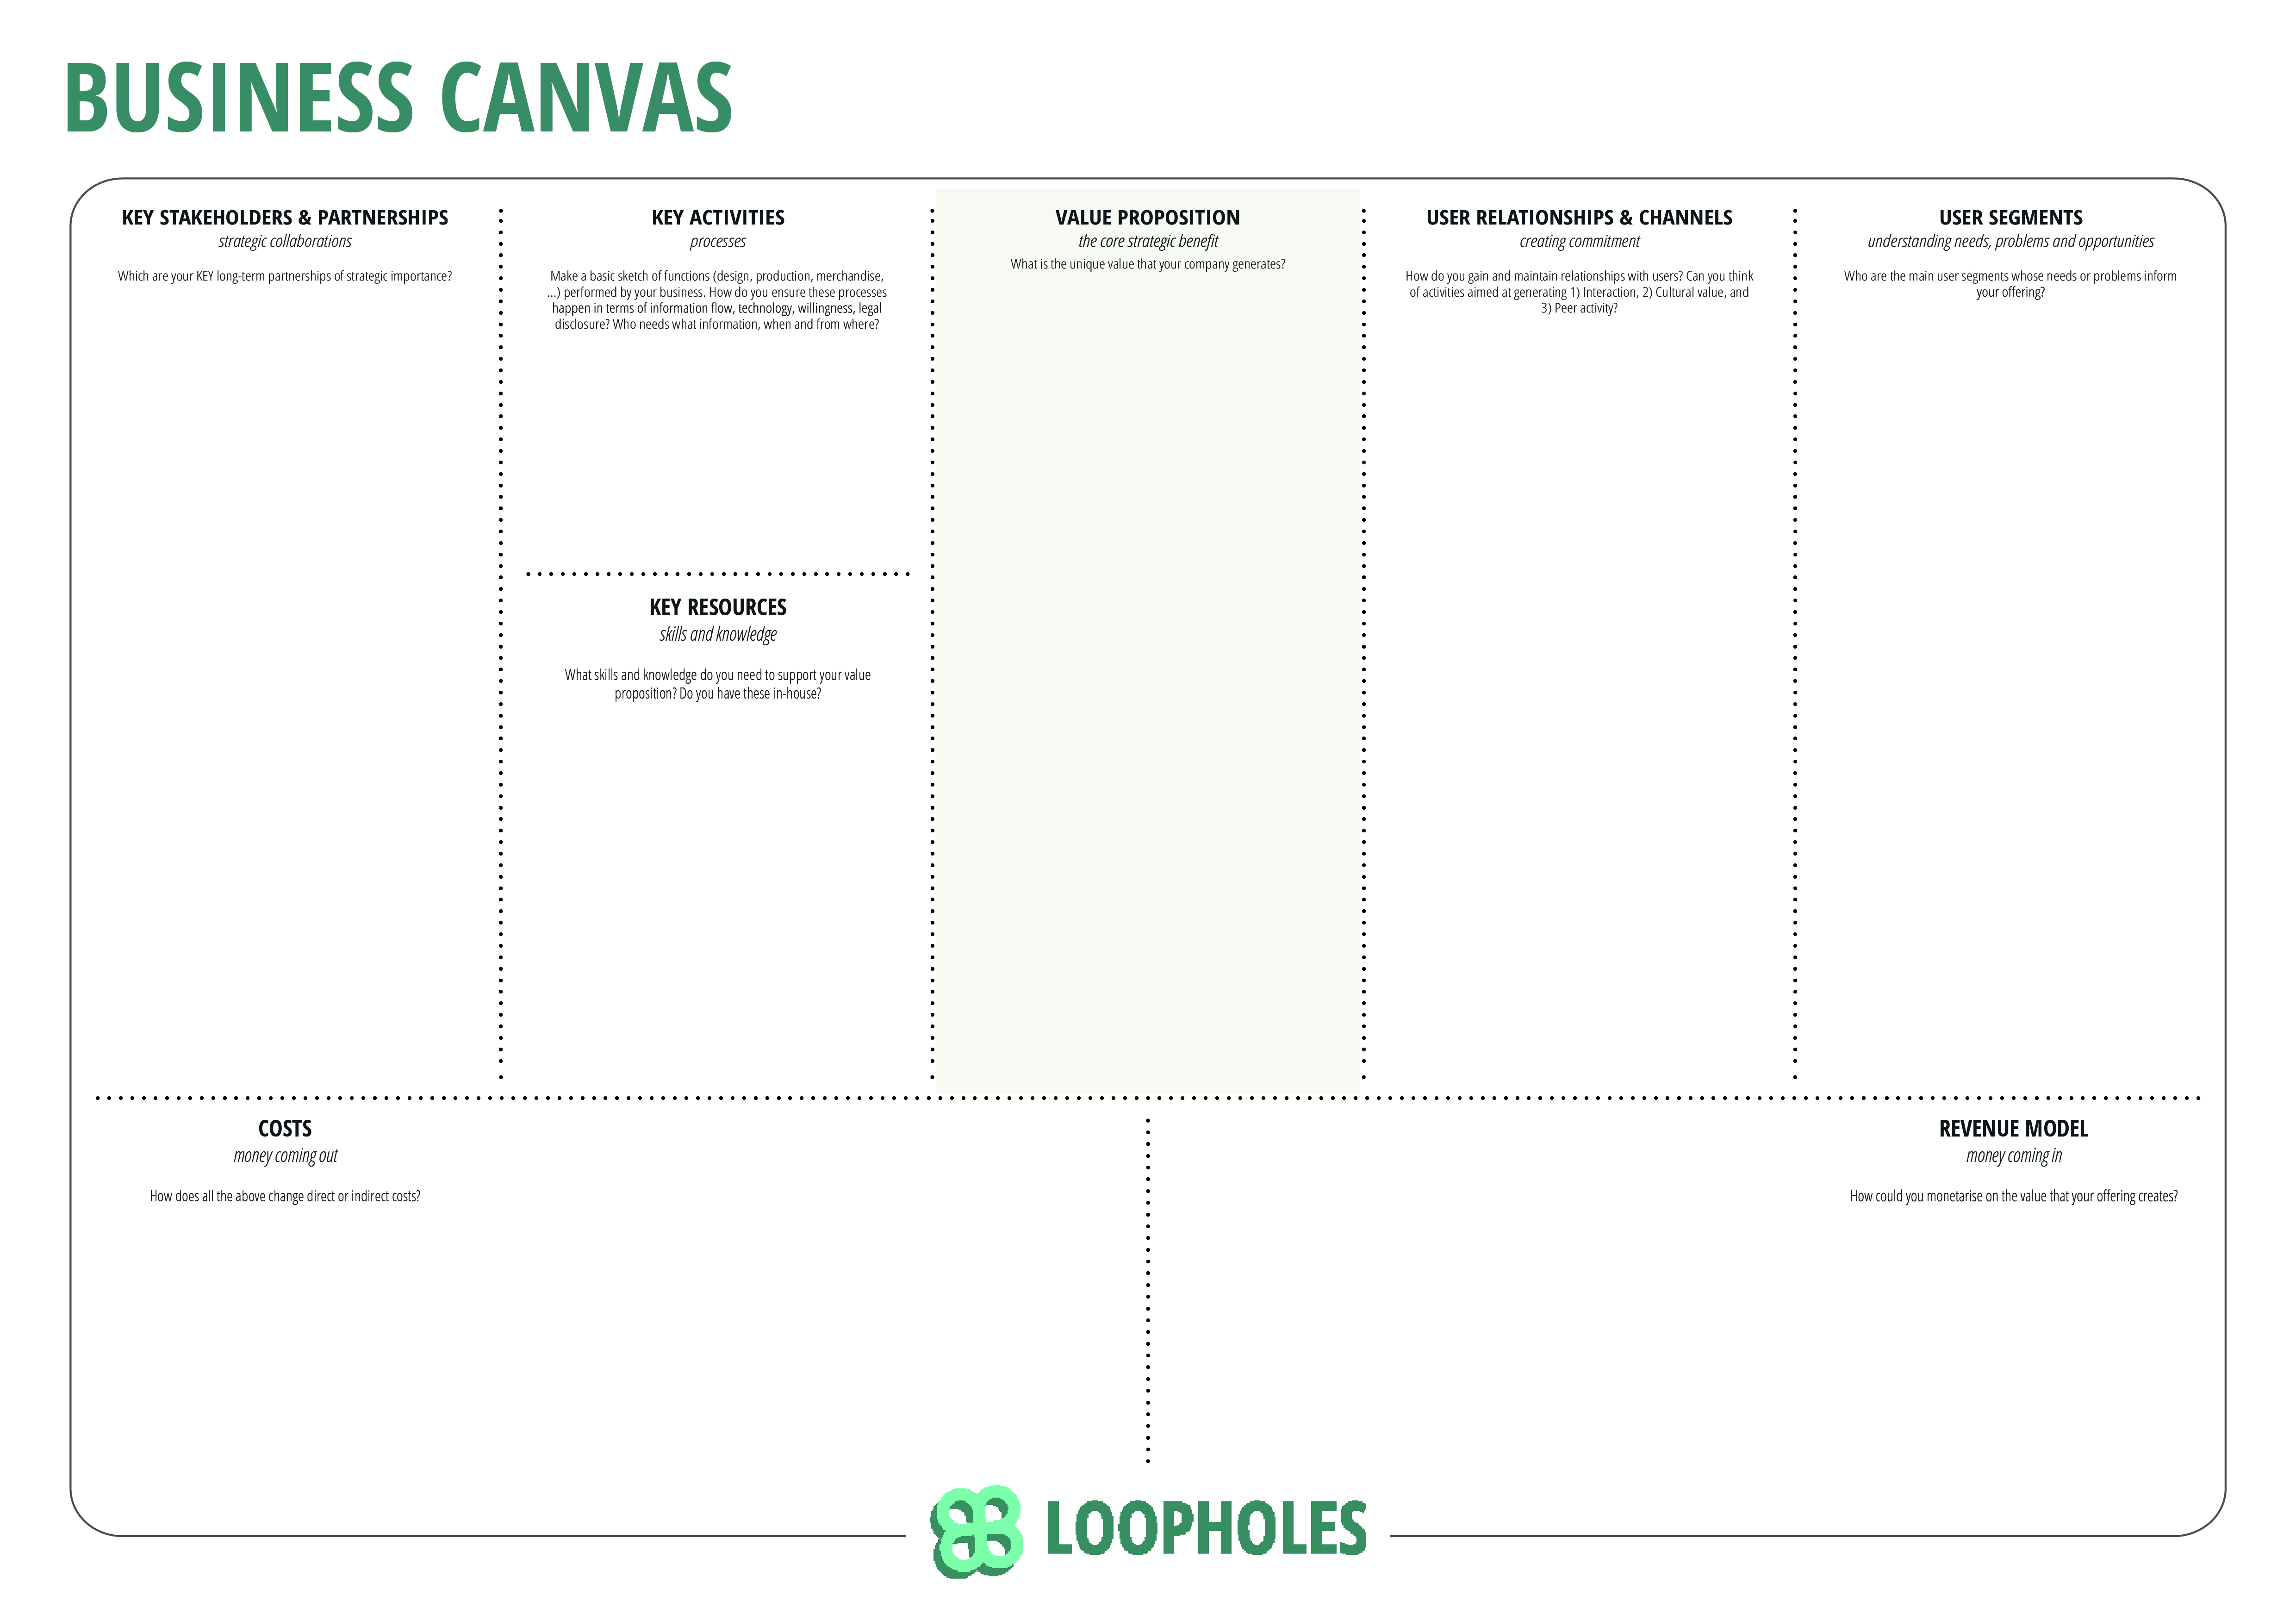 BUSINESS CANVAS
KEY STAKEHOLDERS & PARTNERSHIPS
strategic collaborations
Which are your KEY long-term partnerships of strategic importance?
KEY ACTIVITIES
processes
Make a basic sketch of functions (design, production, merchandise,
...) performed by your business. How do you ensure these processes
happen in terms of information flow, technology, willingness, legal
disclosure? Who needs what information, when and from where?
KEY RESOURCES
skills and knowledge
What skills and knowledge do you need to support your value
proposition? Do you have these in-house?
VALUE PROPOSITION
the core strategic benefit
What is the unique value that your company generates?
USER RELATIONSHIPS & CHANNELS
creating commitment
How do you gain and maintain relationships with users? Can you think
of activities aimed at generating 1) Interaction, 2) Cultural value, and
3) Peer activity?
USER SEGMENTS
understanding needs, problems and opportunities
Who are the main user segments whose needs or problems inform
your offering?
COSTS
money coming out
How does all the above change direct or indirect costs?
REVENUE MODEL
money coming in
How could you monetarise on the value that your offering creates?
LOOPHOLES